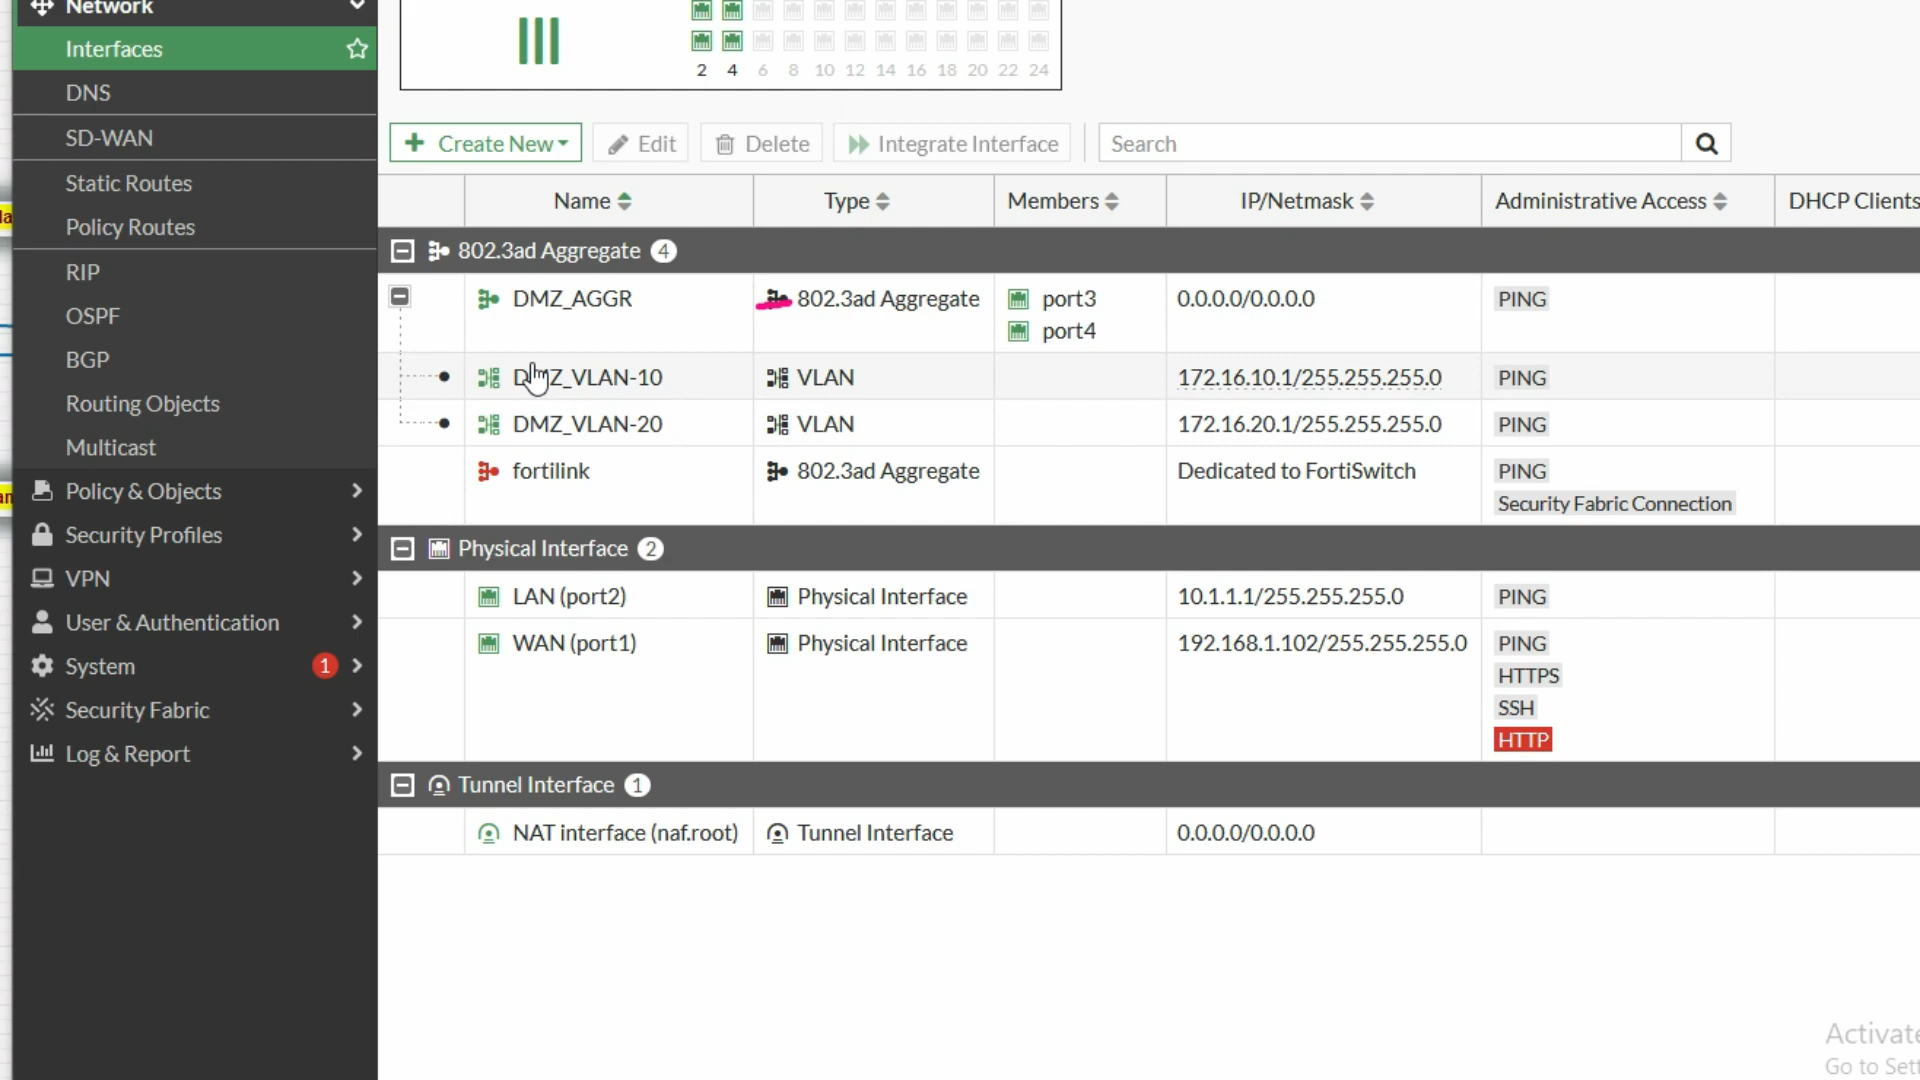 Network
Interfaces
DNS
SD-WAN
Static Routes
Policy Routes
RIP
OSPF
BGP
Routing Objects
Multicast
Policy & Objects
Security Profiles
VPN
User & Authentication
System 1
Security Fabric
Log & Report
2 4 6 8 10 12 14 16 18 20 22 24
Create New Edit Delete Integrate Interface Search
Name Type Members IP/Netmask Administrative Access DHCP Clients
802.3ad Aggregate 4
DMZ_AGGR 802.3ad Aggregate port3 0.0.0.0/0.0.0.0 PING
port4
DMZ_VLAN-10 VLAN 172.16.10.1/255.255.255.0 PING
DMZ_VLAN-20 VLAN 172.16.20.1/255.255.255.0 PING
fortilink 802.3ad Aggregate Dedicated to FortiSwitch PING
Security Fabric Connection
Physical Interface 2
LAN (port2) Physical Interface 10.1.1.1/255.255.255.0 PING
WAN (port1) Physical Interface 192.168.1.102/255.255.255.0 PING
HTTPS
SSH
HTTP
Tunnel Interface 1
NAT interface (naf.root) Tunnel Interface 0.0.0.0/0.0.0.0
Activate
Go to Sett